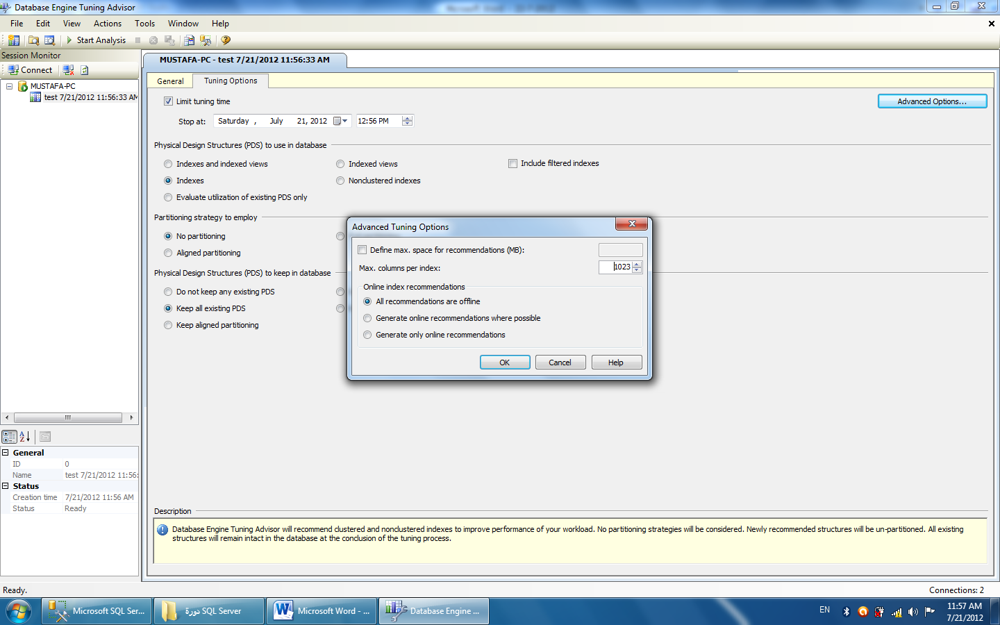 Database Engine Tuning Advisor
File Edit View Actions Tools Window Help
Start Analysis
Session Monitor
Connect
MUSTAFA-PC
test 7/21/2012 11:56:33 AM
MUSTAFA-PC - test 7/21/2012 11:56:33 AM
General Tuning Options
Limit tuning time
Advanced Options...
Stop at: Saturday , July 21, 2012 12:56 PM
Physical Design Structures (PDS) to use in database
Indexes and indexed views Indexed views Include filtered indexes
Indexes Nonclustered indexes
Evaluate utilization of existing PDS only
Partitioning strategy to employ
No partitioning
Aligned partitioning
Physical Design Structures (PDS) to keep in database
Do not keep any existing PDS
Keep all existing PDS
Keep aligned partitioning
Advanced Tuning Options
Define max. space for recommendations (MB):
Max. columns per index: 1023
Online index recommendations
All recommendations are offline
Generate online recommendations where possible
Generate only online recommendations
OK Cancel Help
General
ID 0
Name test 7/21/2012 11:56:
Status
Creation time 7/21/2012 11:56 AM
Status Ready
Description
Database Engine Tuning Advisor will recommend clustered and nonclustered indexes to improve performance of your workload. No partitioning strategies will be considered. Newly recommended structures will be un-partitioned. All existing
structures will remain intact in the database at the conclusion of the tuning process.
Ready. Connections: 2
Microsoft SQL Ser... دورة SQL Server Microsoft Word - ... Database Engine ... EN 11:57 AM
7/21/2012